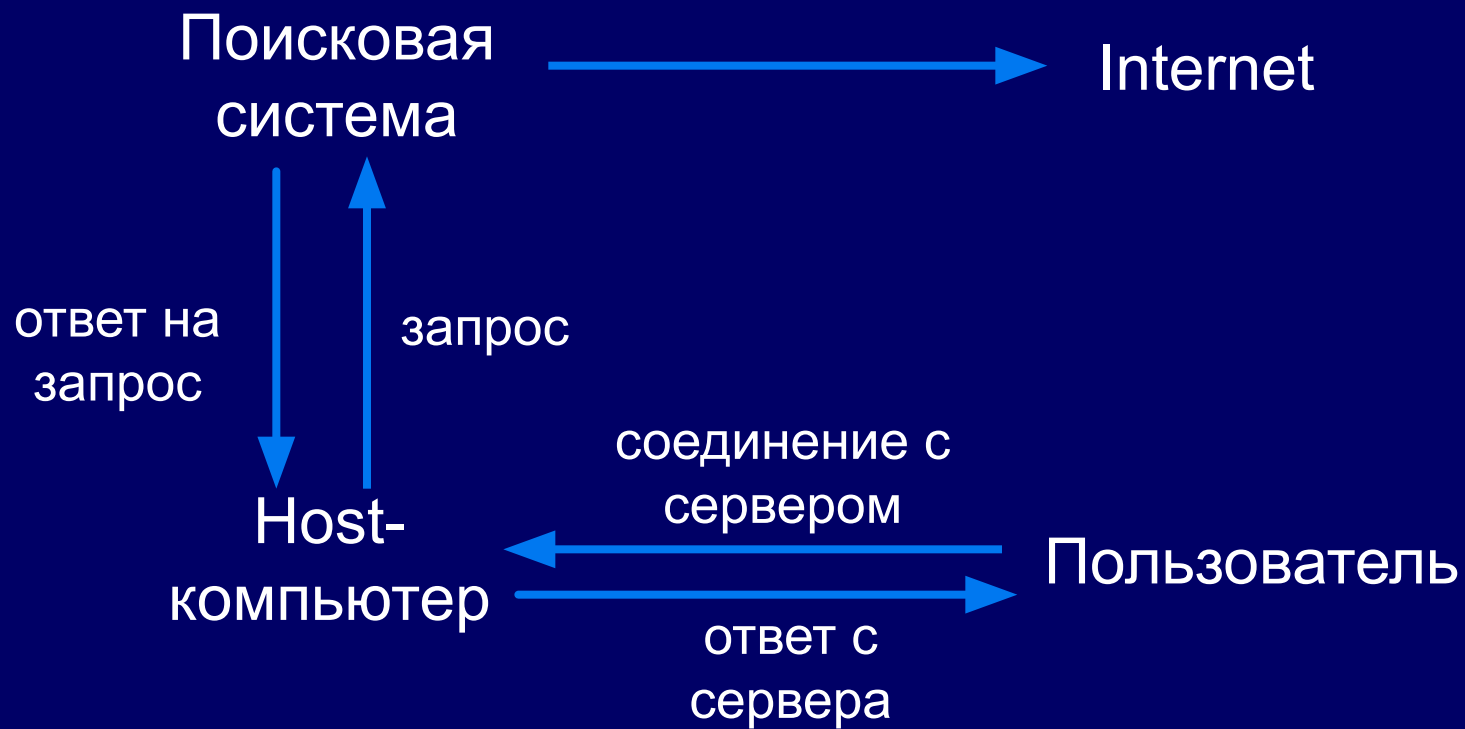 Поисковая
система
Internet
ответ на
запрос
запрос
соединение с
сервером
Host-
компьютер
Пользователь
ответ с
сервера